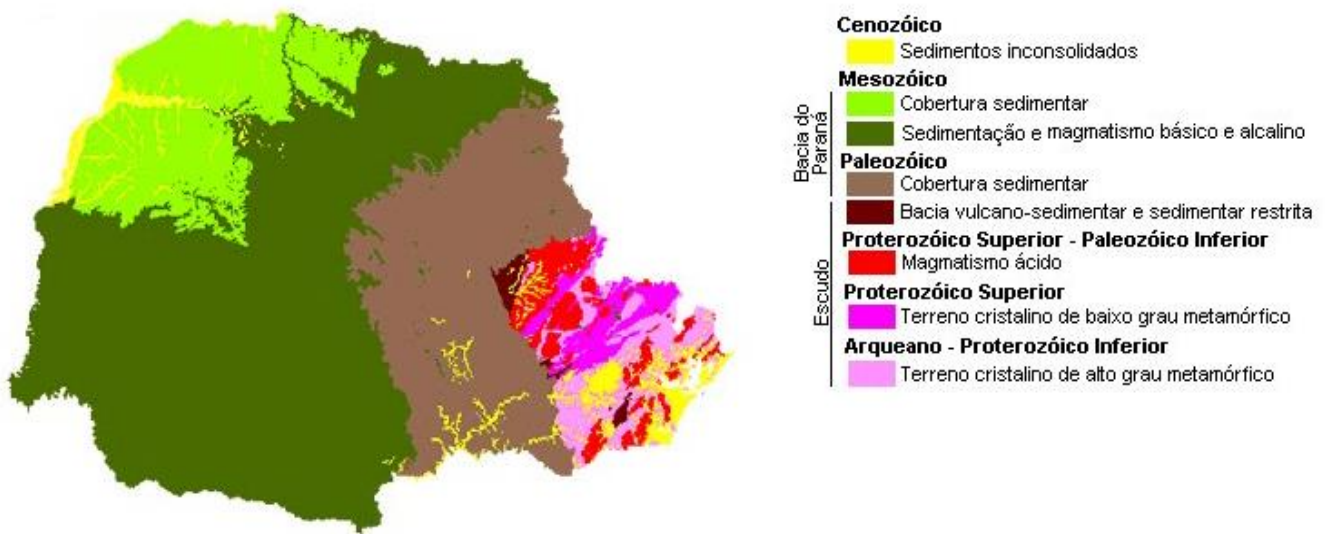 Cenozóico
Sedimentos inconsolidados
Mesozóico
Cobertura sedimentar
Sedimentação e magmatismo básico e alcalino
Bacia do
Paraná
Paleozóico
Cobertura sedimentar
Bacia vulcano-sedimentar e sedimentar restrita
Proterozóico Superior - Paleozóico Inferior
Magmatismo ácido
Escudo
Proterozóico Superior
Terreno cristalino de baixo grau metamórfico
Arqueano - Proterozóico Inferior
Terreno cristalino de alto grau metamórfico